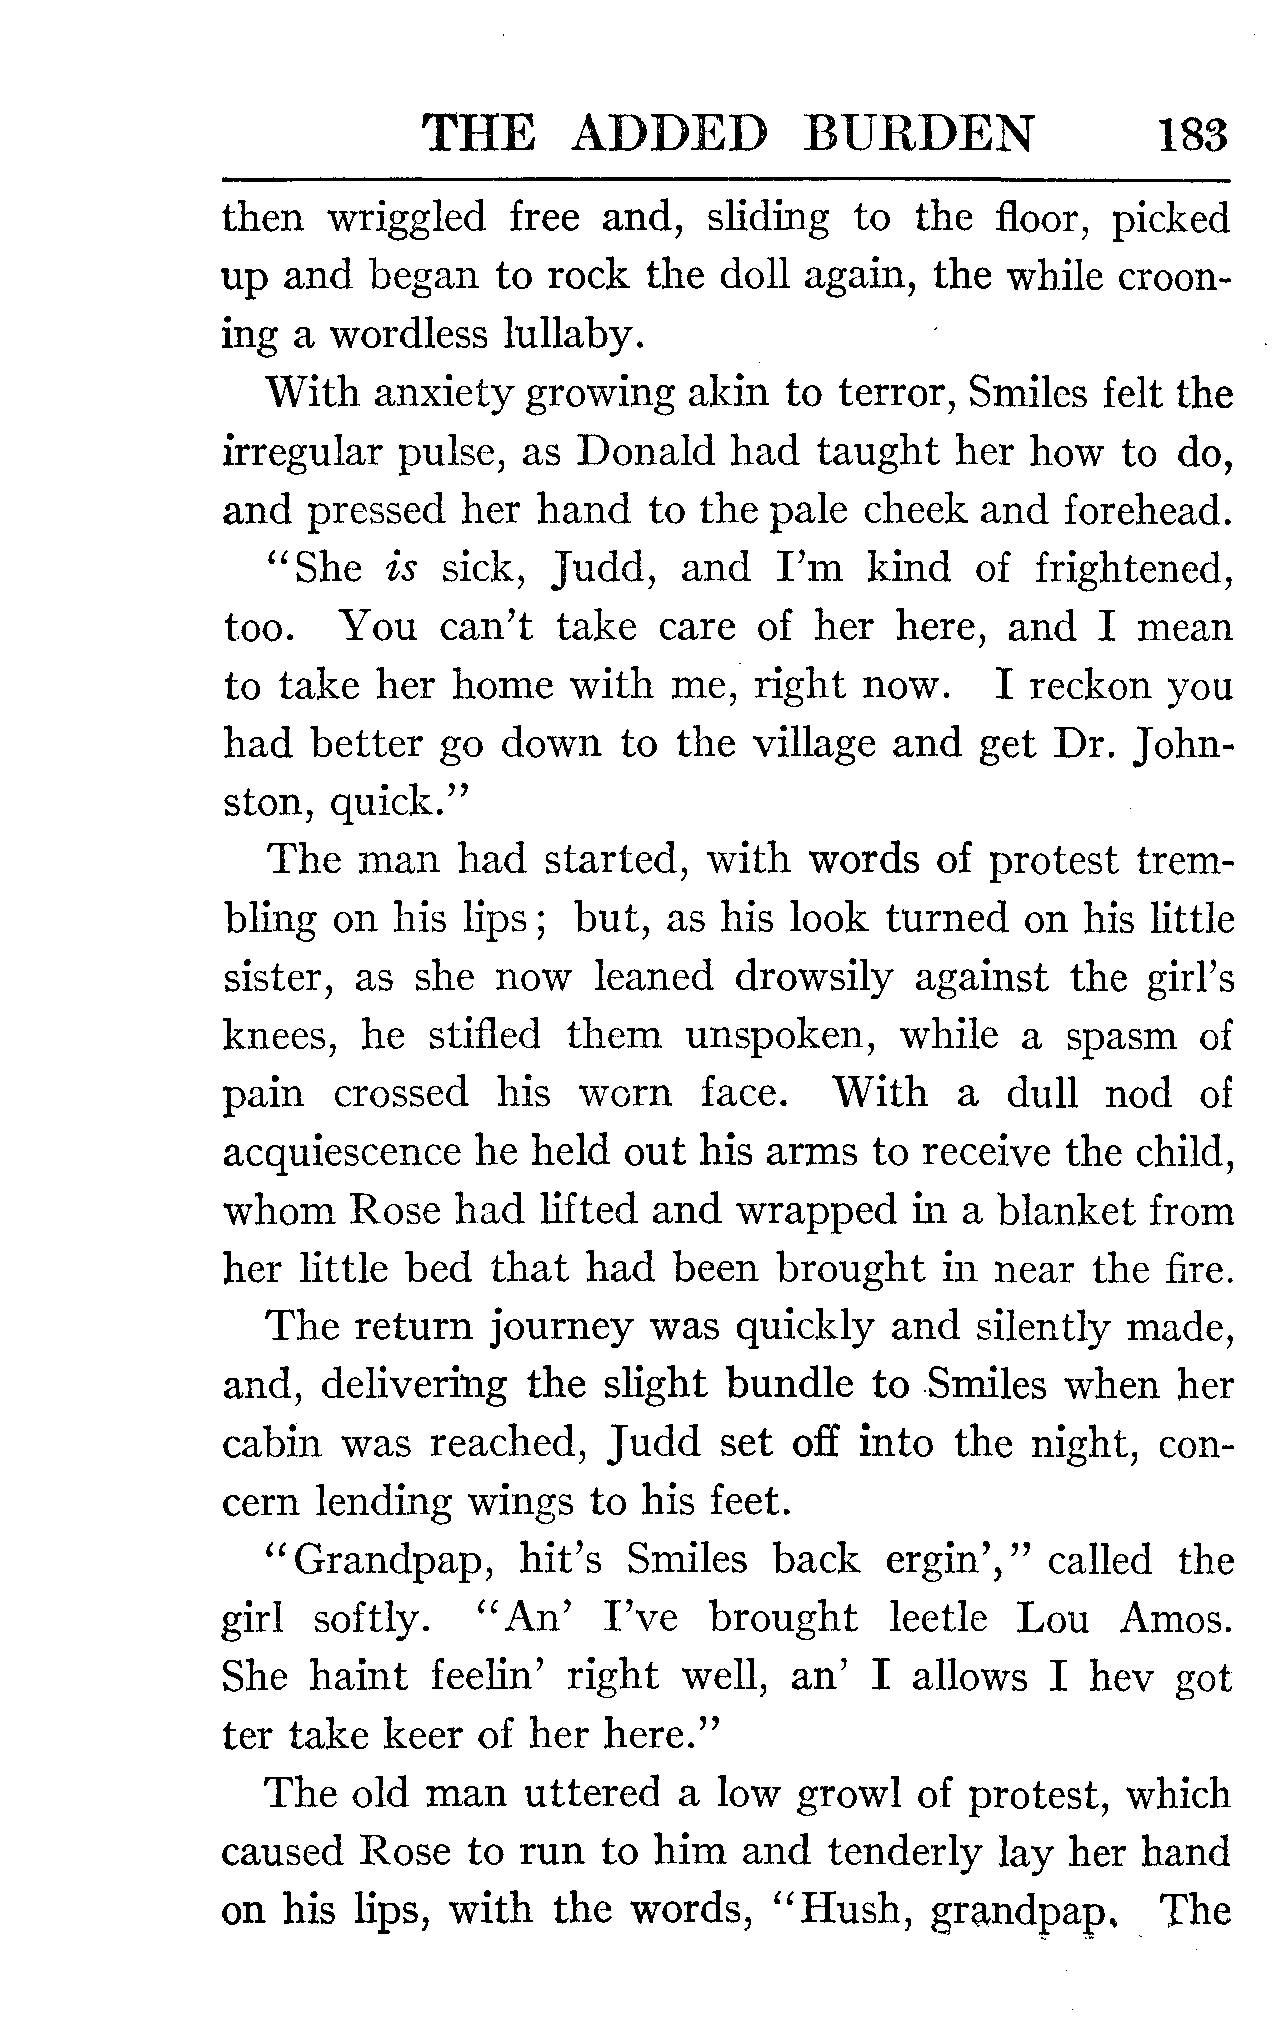 THE ADDED BURDEN 183
then wriggled free and, sliding to the floor, picked
up and began to rock the doll again, the while croon-
ing a wordless lullaby.
With anxiety growing akin to terror, Smiles felt the
irregular pulse, as Donald had taught her how to do,
and pressed her hand to the pale cheek and forehead.
“She is sick, Judd, and I’m kind of frightened,
too. You can’t take care of her here, and I mean
to take her home with me, right now. I reckon you
had better go down to the village and get Dr. John-
ston, quick.”
The man had started, with words of protest trem-
bling on his lips; but, as his look turned on his little
sister, as she now leaned drowsily against the girl’s
knees, he stifled them unspoken, while a spasm of
pain crossed his worn face. With a dull nod of
acquiescence he held out his arms to receive the child,
whom Rose had lifted and wrapped in a blanket from
her little bed that had been brought in near the fire.
The return journey was quickly and silently made,
and, delivering the slight bundle to Smiles when her
cabin was reached, Judd set off into the night, con-
cern lending wings to his feet.
“Grandpap, hit’s Smiles back ergin’,” called the
girl softly. “An’ I’ve brought leetle Lou Amos.
She haint feelin’ right well, an’ I allows I hev got
ter take keer of her here.”
The old man uttered a low growl of protest, which
caused Rose to run to him and tenderly lay her hand
on his lips, with the words, “Hush, grandpap. The